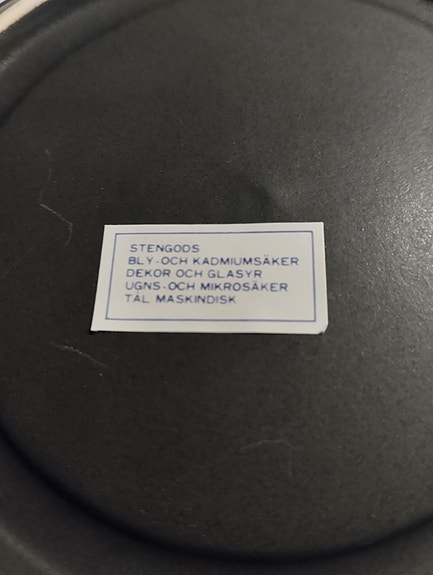 STENGODS
BLY-OCH KADMIUMSÄKER
DEKOR OCH GLASYR
UGNS-OCH MIKROSÄKER
TÅL MASKINDISK